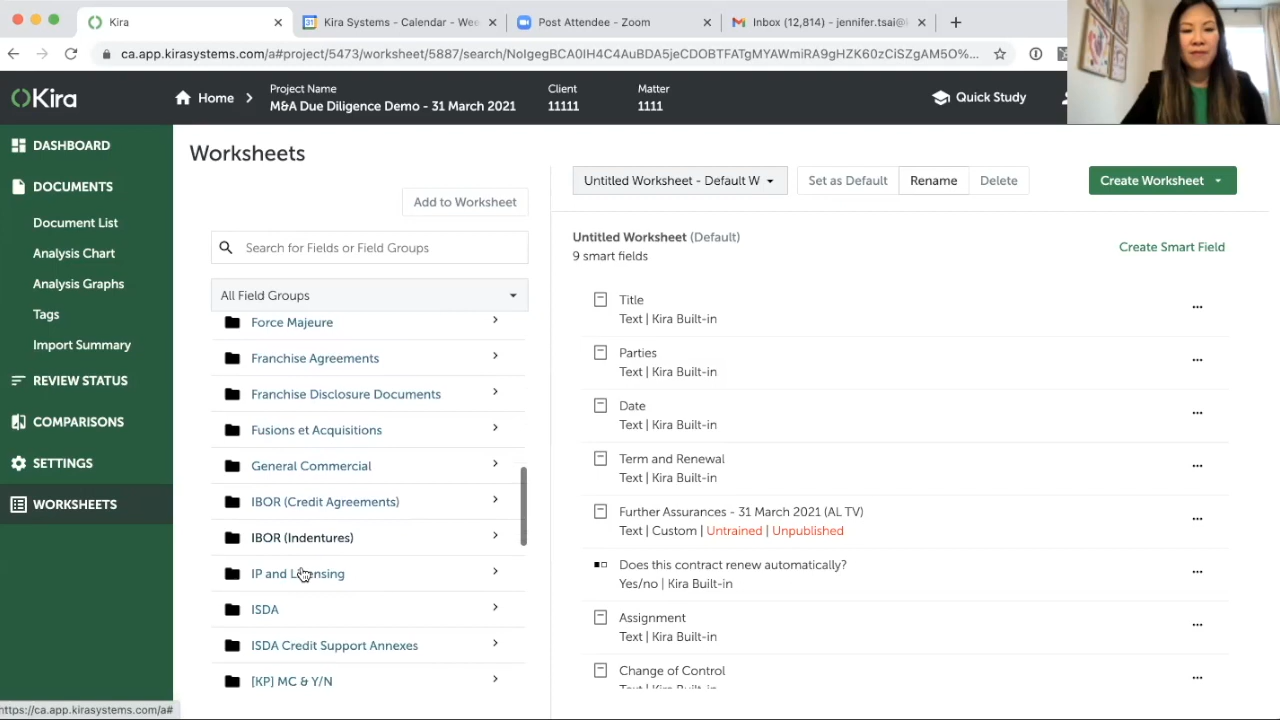 Kira
Kira Systems - Calendar - Wee
Post Attendee - Zoom
Inbox (12,814) - jennifer.tsai@
ca.app.kirasystems.com/a#project/5473/worksheet/5887/se
Kira
Home
Project Name
M&A Due Diligence Demo - 31 March 2021
Client
11111
Matter
1111
Quick Study
DASHBOARD
DOCUMENTS
Document List
Analysis Chart
Analysis Graphs
Tags
Import Summary
REVIEW STATUS
COMPARISONS
SETTINGS
WORKSHEETS
https://ca.app.kirasystems.com/a#
Worksheets
Add to Worksheet
Search for Fields or Field Groups
All Field Groups
Force Majeure
Franchise Agreements
Franchise Disclosure Documents
Fusions et Acquisitions
General Commercial
IBOR (Credit Agreements)
IBOR (Indentures)
IP and Licensing
ISDA
ISDA Credit Support Annexes
[KP] MC & Y/N
Untitled Worksheet - Default W
Set as Default
Rename
Delete
Create Worksheet
Untitled Worksheet (Default)
9 smart fields
Create Smart Field
Title
Text | Kira Built-in
Parties
Text | Kira Built-in
Date
Text | Kira Built-in
Term and Renewal
Text | Kira Built-in
Further Assurances - 31 March 2021 (AL TV)
Text | Custom | Untrained | Unpublished
Does this contract renew automatically?
Yes/no | Kira Built-in
Assignment
Text | Kira Built-in
Change of Control
Text | Kira Built-in